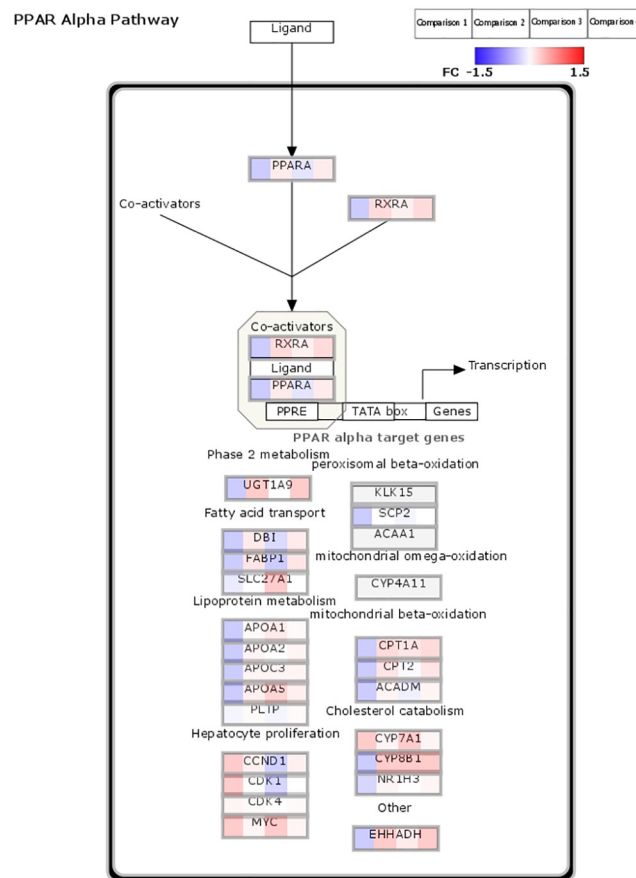 PPAR Alpha Pathway
Ligand
Comparison 1 Comparison 2 Comparison 3 Comparison
FC -1.5 1.5
PPARA
Co-activators
RXRA
Co-activators
RXRA
Ligand
PPARA
Transcription
PPRE TATA box Genes
PPAR alpha target genes
Phase 2 metabolism
UGT1A9
Fatty acid transport
DBI
FABP1
SLC27A1
Lipoprotein metabolism
APOA1
APOA2
APOC3
APOA5
PLTP
Hepatocyte proliferation
CCND1
CDK1
CDK4
MYC
peroxisomal beta-oxidation
KLK15
SCP2
ACAA1
mitochondrial omega-oxidation
CYP4A11
mitochondrial beta-oxidation
CPT1A
CPT2
ACADM
Cholesterol catabolism
CYP7A1
CYP8B1
NR1H3
Other
EHHADH